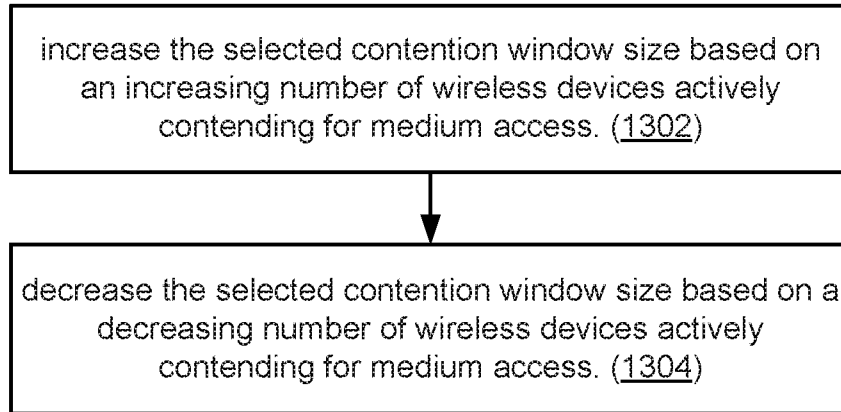 increase the selected contention window size based on
an increasing number of wireless devices actively
contending for medium access. (1302)
decrease the selected contention window size based on a
decreasing number of wireless devices actively
contending for medium access. (1304)